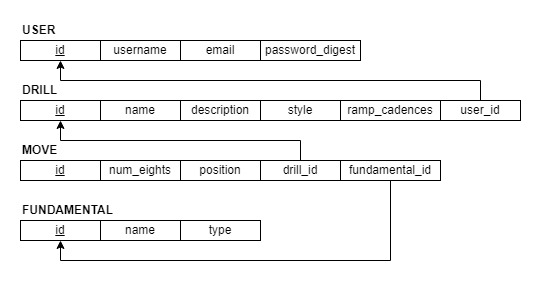 USER
id username email password_digest
DRILL
id name description style ramp_cadences user_id
MOVE
id num_eights position drill_id fundamental_id
FUNDAMENTAL
id name type